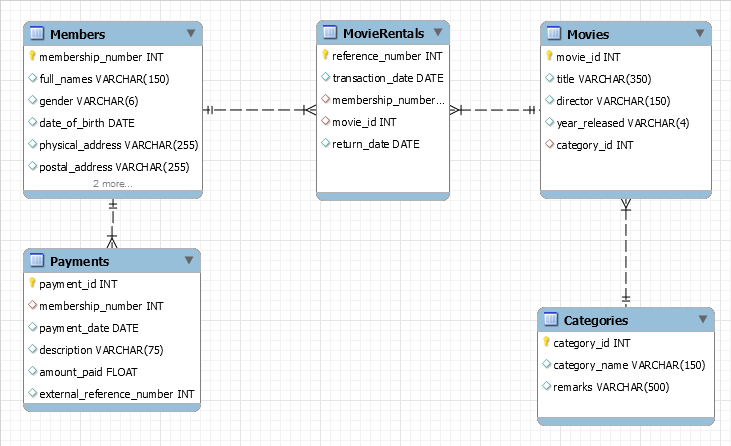 Members
membership_number INT
full_names VARCHAR(150)
gender VARCHAR(6)
date_of_birth DATE
physical_address VARCHAR(255)
postal_address VARCHAR(255)
2 more...
MovieRentals
reference_number INT
transaction_date DATE
membership_number...
movie_id INT
return_date DATE
Movies
movie_id INT
title VARCHAR(350)
director VARCHAR(150)
year_released VARCHAR(4)
category_id INT
Payments
payment_id INT
membership_number INT
payment_date DATE
description VARCHAR(75)
amount_paid FLOAT
external_reference_number INT
Categories
category_id INT
category_name VARCHAR(150)
remarks VARCHAR(500)